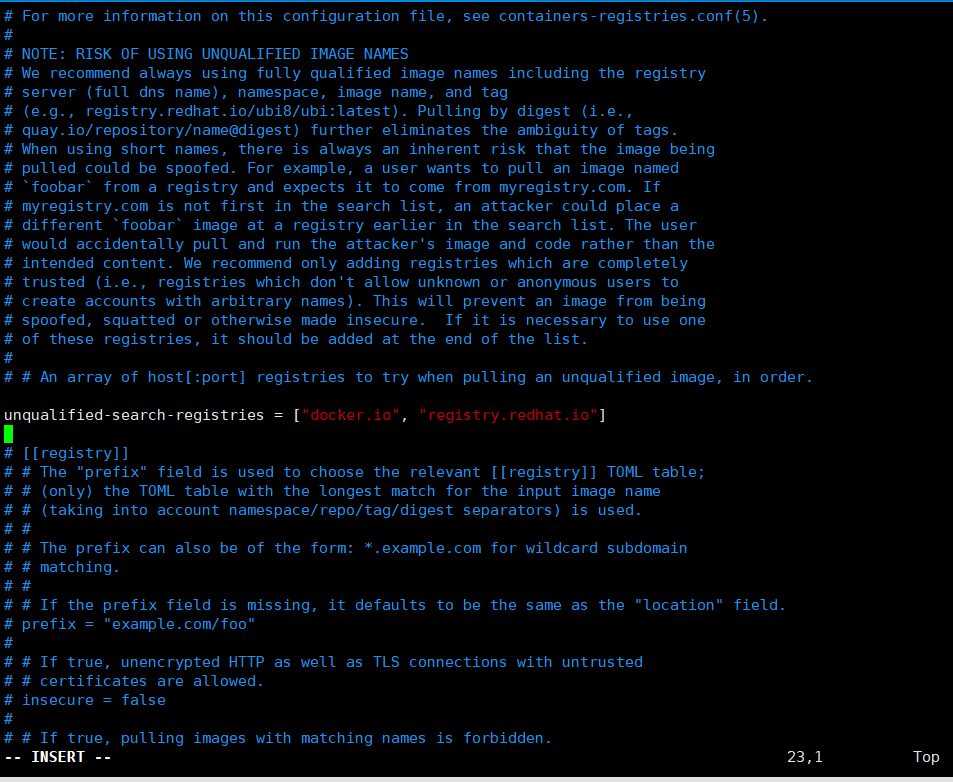 # For more information on this configuration file, see containers-registries.conf(5).
#
# NOTE: RISK OF USING UNQUALIFIED IMAGE NAMES
# We recommend always using fully qualified image names including the registry
# server (full dns name), namespace, image name, and tag
# (e.g., registry.redhat.io/ubi8/ubi:latest). Pulling by digest (i.e.,
# quay.io/repository/name@digest) further eliminates the ambiguity of tags.
# When using short names, there is always an inherent risk that the image being
# pulled could be spoofed. For example, a user wants to pull an image named
# `foobar` from a registry and expects it to come from myregistry.com. If
# myregistry.com is not first in the search list, an attacker could place a
# different `foobar` image at a registry earlier in the search list. The user
# would accidentally pull and run the attacker's image and code rather than the
# intended content. We recommend only adding registries which are completely
# trusted (i.e., registries which don't allow unknown or anonymous users to
# create accounts with arbitrary names). This will prevent an image from being
# spoofed, squatted or otherwise made insecure.  If it is necessary to use one
# of these registries, it should be added at the end of the list.
#
# # An array of host[:port] registries to try when pulling an unqualified image, in order.
unqualified-search-registries = ["docker.io", "registry.redhat.io"]
# [[registry]]
# # The "prefix" field is used to choose the relevant [[registry]] TOML table;
# # (only) the TOML table with the longest match for the input image name
# # (taking into account namespace/repo/tag/digest separators) is used.
# #
# # The prefix can also be of the form: *.example.com for wildcard subdomain
# # matching.
# #
# # If the prefix field is missing, it defaults to be the same as the "location" field.
# prefix = "example.com/foo"
#
# # If true, unencrypted HTTP as well as TLS connections with untrusted
# # certificates are allowed.
# insecure = false
#
# # If true, pulling images with matching names is forbidden.
-- INSERT -- 23,1 Top